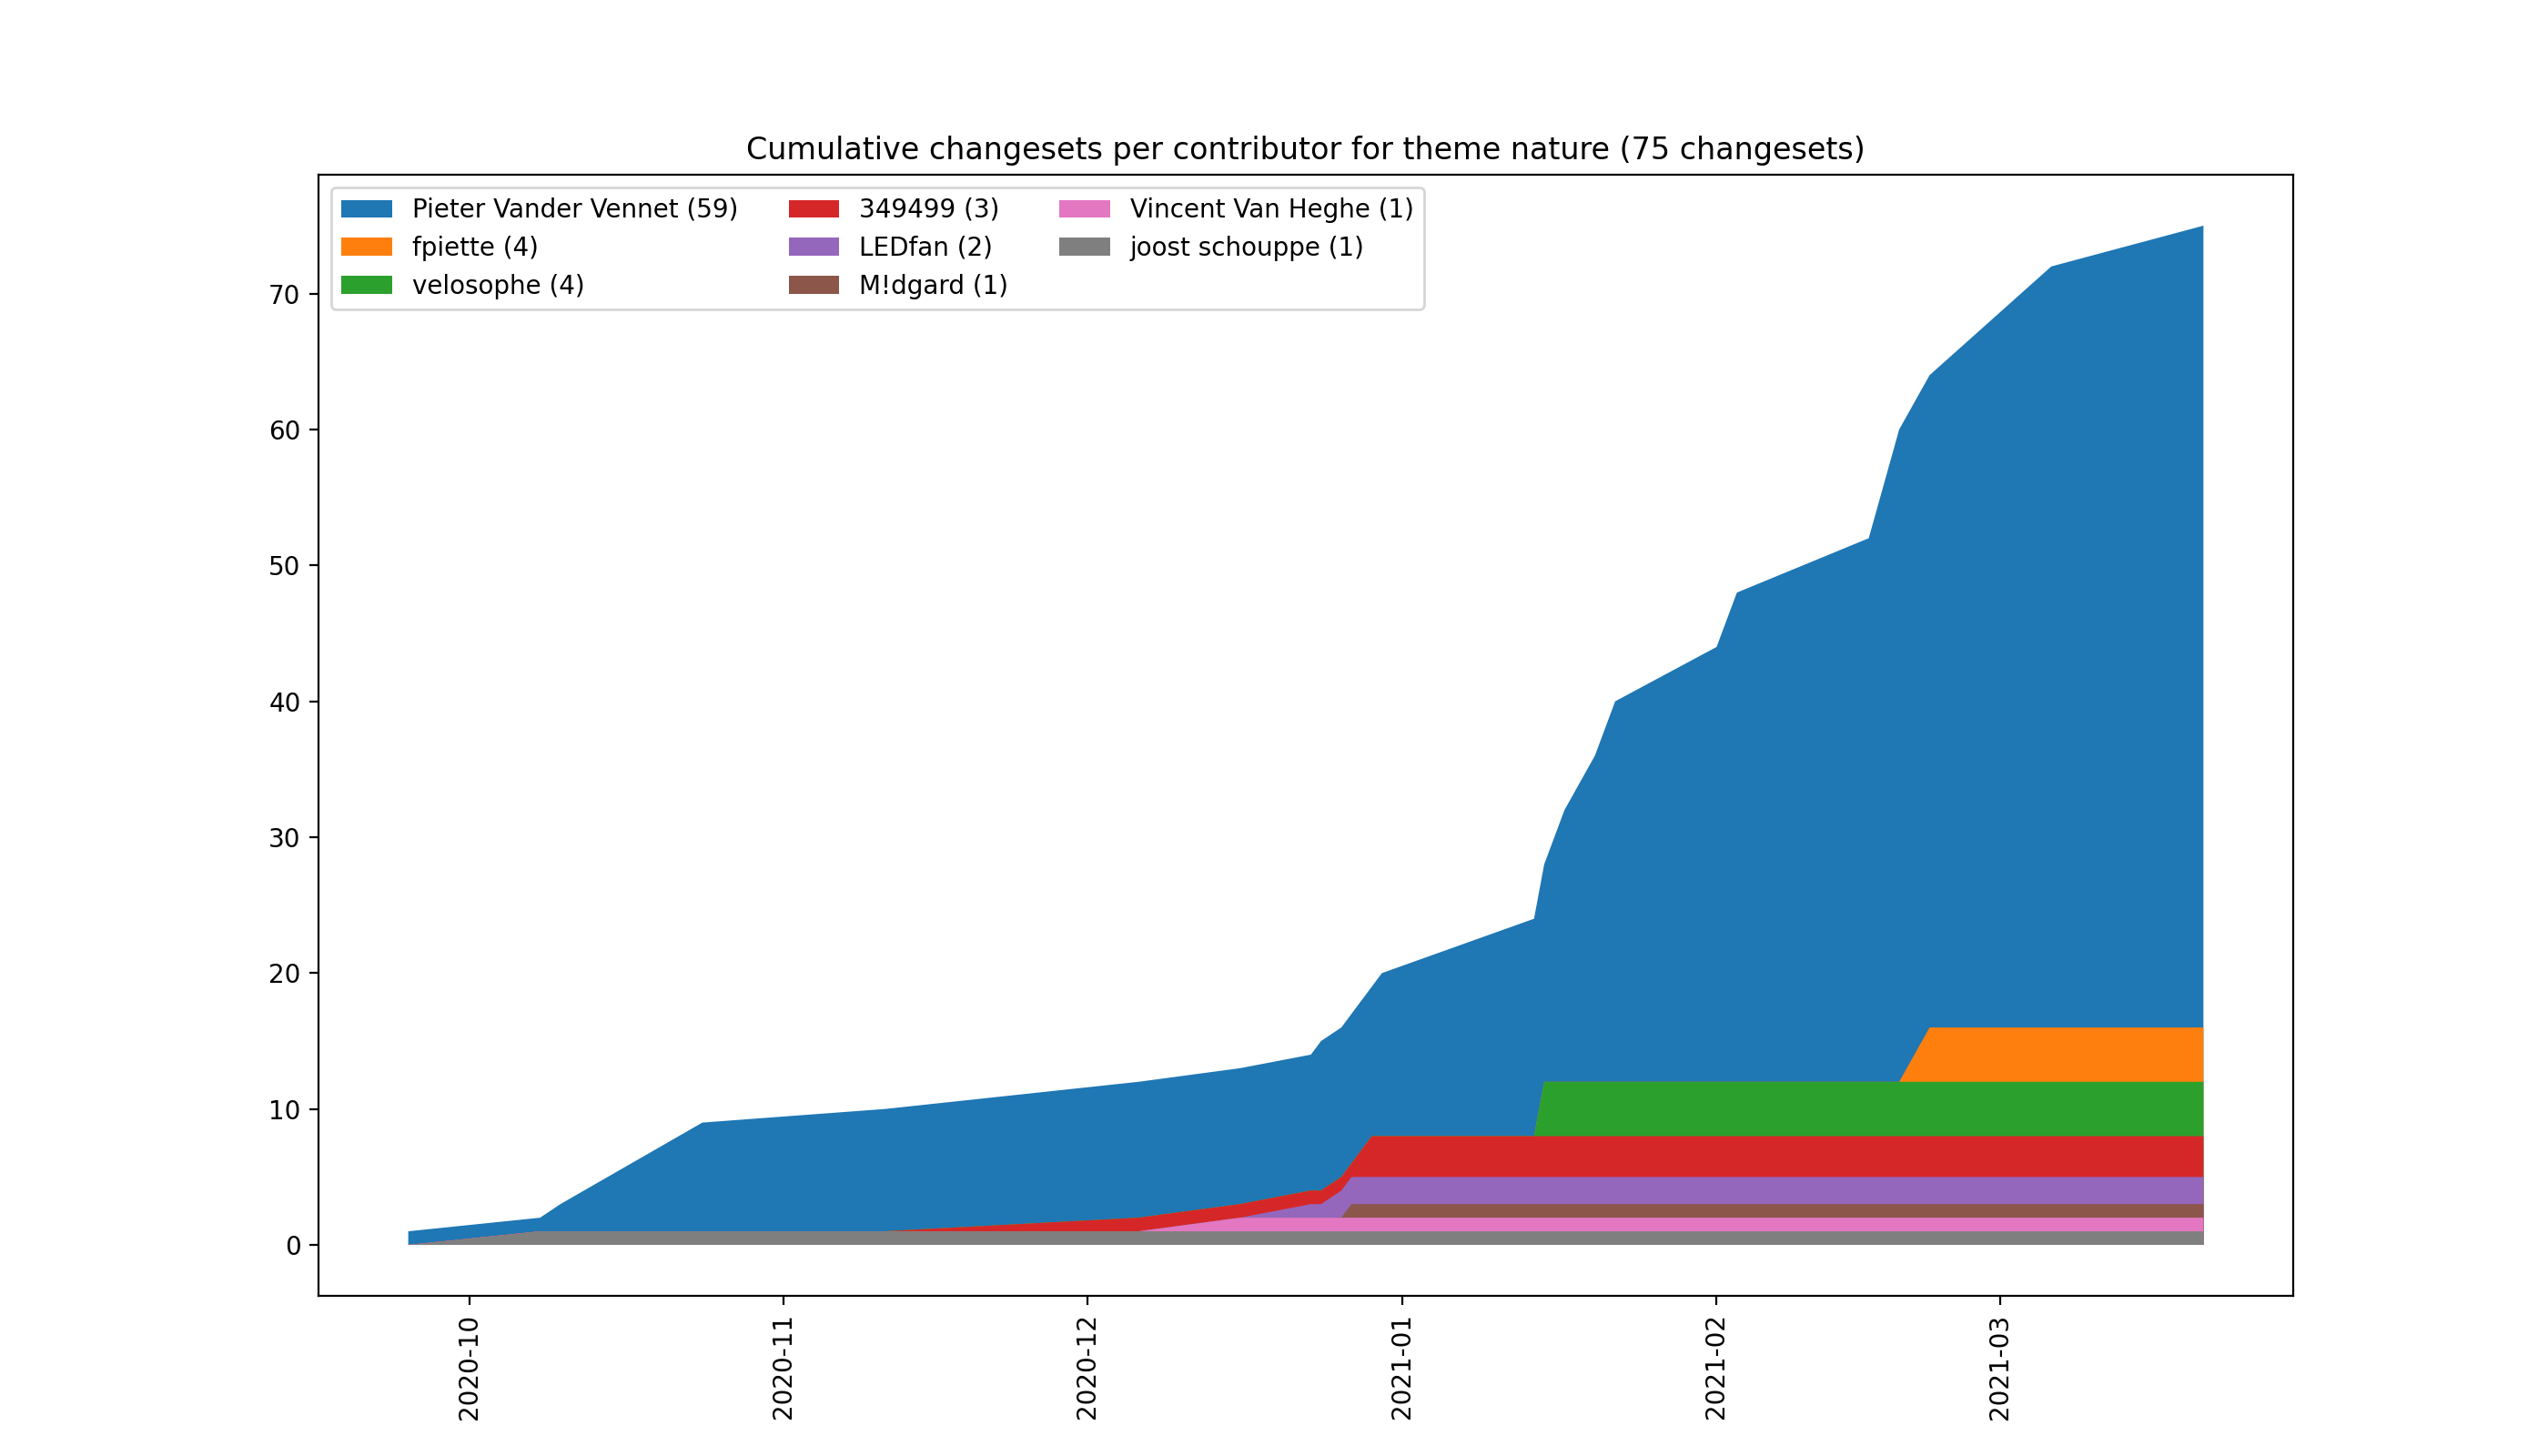 Cumulative changesets per contributor for theme nature (75 changesets)
Pieter Vander Vennet (59)
fpiette (4)
velosophe (4)
349499 (3)
LEDfan (2)
M!dgard (1)
Vincent Van Heghe (1)
joost schouppe (1)
70
60
50
40
30
20
10
0
2020-10
2020-11
2020-12
2021-01
2021-02
2021-03